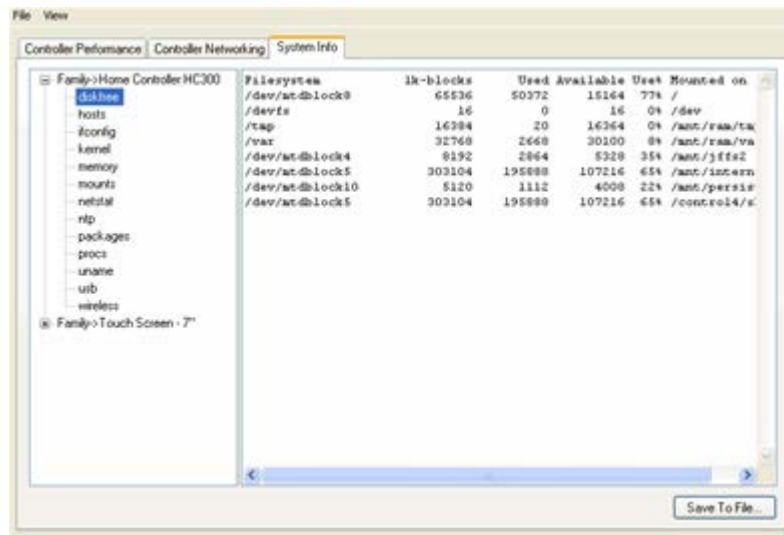 File View
Controller Performance Controller Networking System Info
Family->Home Controller HC300
diskfree
hosts
ifconfig
kernel
memory
mounts
netstat
ntp
packages
procs
uname
usb
wireless
Family->Touch Screen - 7"
Filesystem 1k-blocks Used Available Use% Mounted on
/dev/mtdblock8 65536 50372 15164 77% /
/devfs 16 0 16 0% /dev
/tmp 16384 20 16364 0% /mnt/ram/tm
/var 32768 2668 30100 8% /mnt/ram/va
/dev/mtdblock4 8192 2864 5328 35% /mnt/jffs2
/dev/mtdblock5 303104 195888 107216 65% /mnt/intern
/dev/mtdblock10 5120 1112 4008 22% /mnt/persis
/dev/mtdblock5 303104 195888 107216 65% /control4/s
Save To File...